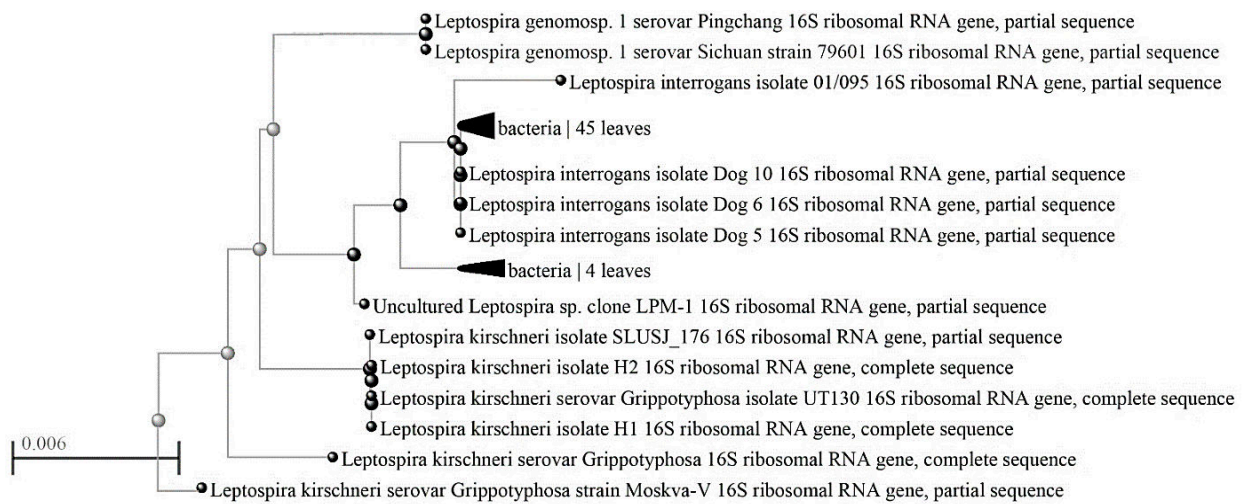 Leptospira genomosp. 1 serovar Pingchang 16S ribosomal RNA gene, partial sequence
Leptospira genomosp. 1 serovar Sichuan strain 79601 16S ribosomal RNA gene, partial sequence
Leptospira interrogans isolate 01/095 16S ribosomal RNA gene, partial sequence
bacteria | 45 leaves
Leptospira interrogans isolate Dog 10 16S ribosomal RNA gene, partial sequence
Leptospira interrogans isolate Dog 6 16S ribosomal RNA gene, partial sequence
Leptospira interrogans isolate Dog 5 16S ribosomal RNA gene, partial sequence
bacteria | 4 leaves
Uncultured Leptospira sp. clone LPM-1 16S ribosomal RNA gene, partial sequence
Leptospira kirschneri isolate SLUSJ_176 16S ribosomal RNA gene, partial sequence
Leptospira kirschneri isolate H2 16S ribosomal RNA gene, complete sequence
Leptospira kirschneri serovar Grippotyphosa isolate UT130 16S ribosomal RNA gene, complete sequence
Leptospira kirschneri isolate H1 16S ribosomal RNA gene, complete sequence
0.006
Leptospira kirschneri serovar Grippotyphosa 16S ribosomal RNA gene, complete sequence
Leptospira kirschneri serovar Grippotyphosa strain Moskva-V 16S ribosomal RNA gene, partial sequence